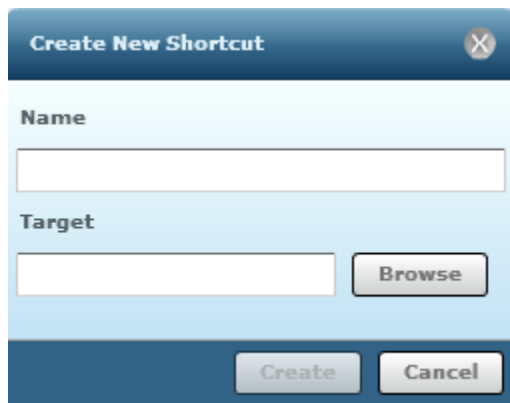 Create New Shortcut
Name
Target
Browse
Create
Cancel